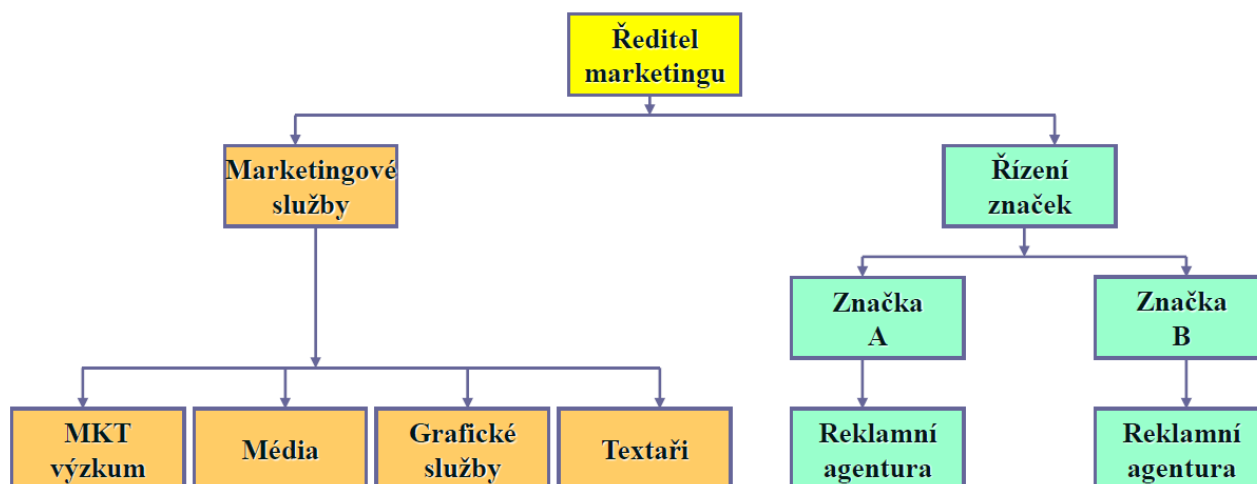 Ředitel
marketingu
Marketingové
služby
Řízení
značek
Značka
A
Značka
B
MKT
výzkum
Média
Grafické
služby
Textaři
Reklamní
agentura
Reklamní
agentura